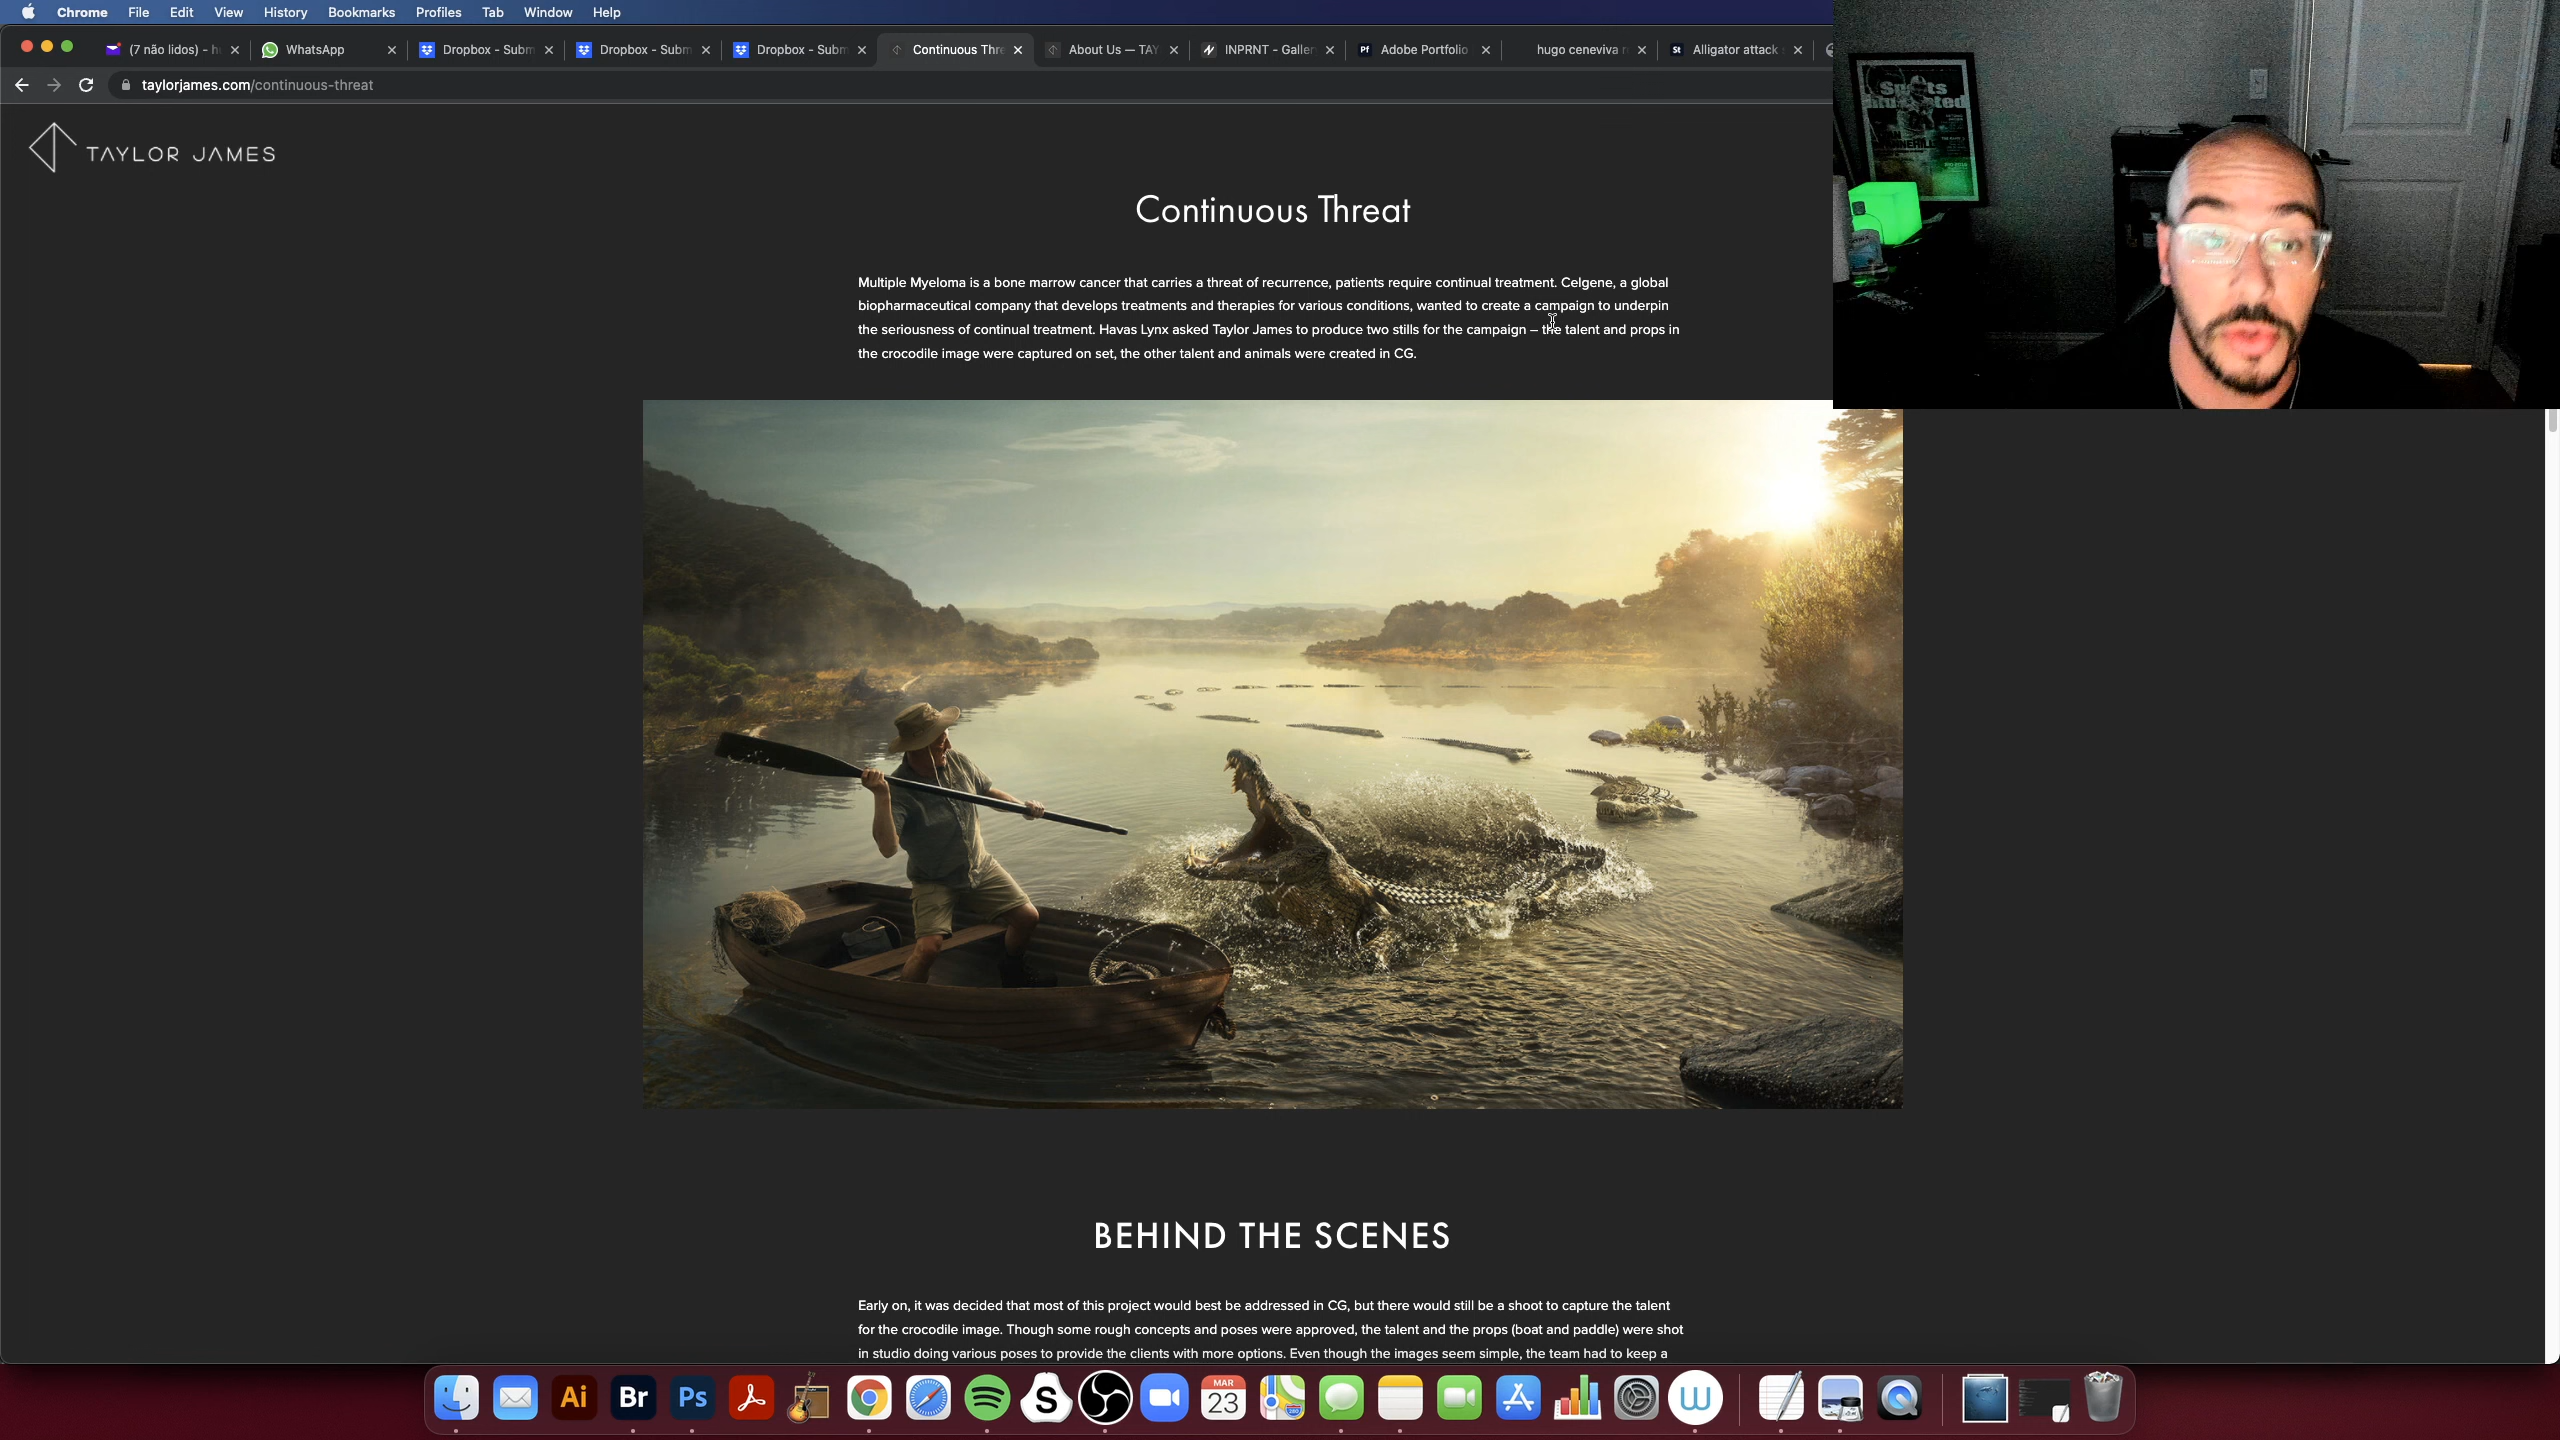 Chrome File Edit View History Bookmarks Profiles Tab Window Help
(7 não lidos) - h
WhatsApp
Dropbox - Subm
Dropbox - Subm
Dropbox - Subm
Continuous Thre
About Us — TAY
INPRNT - Galler
Pf Adobe Portfolio
hugo ceneviva r
St Alligator attack
taylorjames.com/continuous-threat
TAYLOR JAMES
Continuous Threat
Multiple Myeloma is a bone marrow cancer that carries a threat of recurrence, patients require continual treatment. Celgene, a global
biopharmaceutical company that develops treatments and therapies for various conditions, wanted to create a campaign to underpin
the seriousness of continual treatment. Havas Lynx asked Taylor James to produce two stills for the campaign – the talent and props in
the crocodile image were captured on set, the other talent and animals were created in CG.
BEHIND THE SCENES
Early on, it was decided that most of this project would best be addressed in CG, but there would still be a shoot to capture the talent
for the crocodile image. Though some rough concepts and poses were approved, the talent and the props (boat and paddle) were shot
in studio doing various poses to provide the clients with more options. Even though the images seem simple, the team had to keep a
Ai Br Ps S MAR 23 W